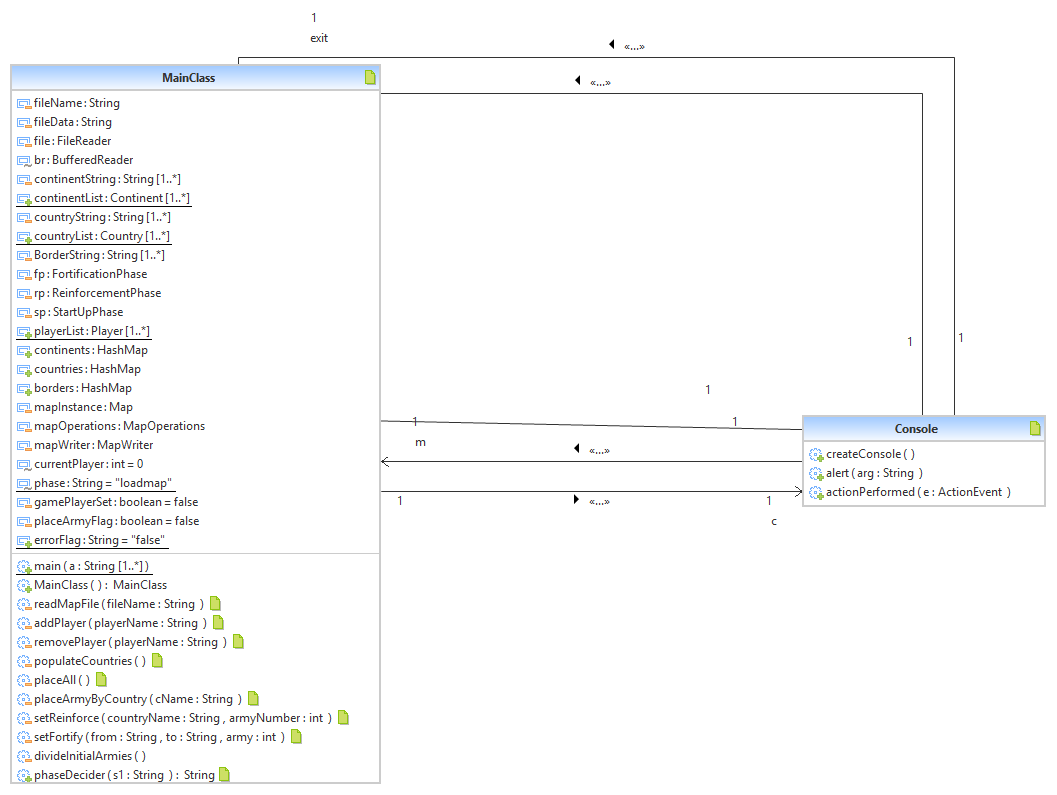 1
exit
«...»
«...»
MainClass
fileName : String
fileData : String
file : FileReader
br : BufferedReader
continentString : String [1..*]
continentList : Continent [1..*]
countryString : String [1..*]
countryList : Country [1..*]
BorderString : String [1..*]
fp : FortificationPhase
rp : ReinforcementPhase
sp : StartUpPhase
playerList : Player [1..*]
continents : HashMap
countries : HashMap
borders : HashMap
mapInstance : Map
mapOperations : MapOperations
mapWriter : MapWriter
currentPlayer : int = 0
phase : String = "loadmap"
gamePlayerSet : boolean = false
placeArmyFlag : boolean = false
errorFlag : String = "false"
main ( a : String [1..*] )
MainClass ( ) : MainClass
readMapFile ( fileName : String )
addPlayer ( playerName : String )
removePlayer ( playerName : String )
populateCountries ( )
placeAll ( )
placeArmyByCountry ( cName : String )
setReinforce ( countryName : String , armyNumber : int )
setFortify ( from : String , to : String , army : int )
divideInitialArmies ( )
phaseDecider ( s1 : String ) : String
1
1
1
1
1
m
«...»
1
«...»
1
c
Console
createConsole ( )
alert ( arg : String )
actionPerformed ( e : ActionEvent )